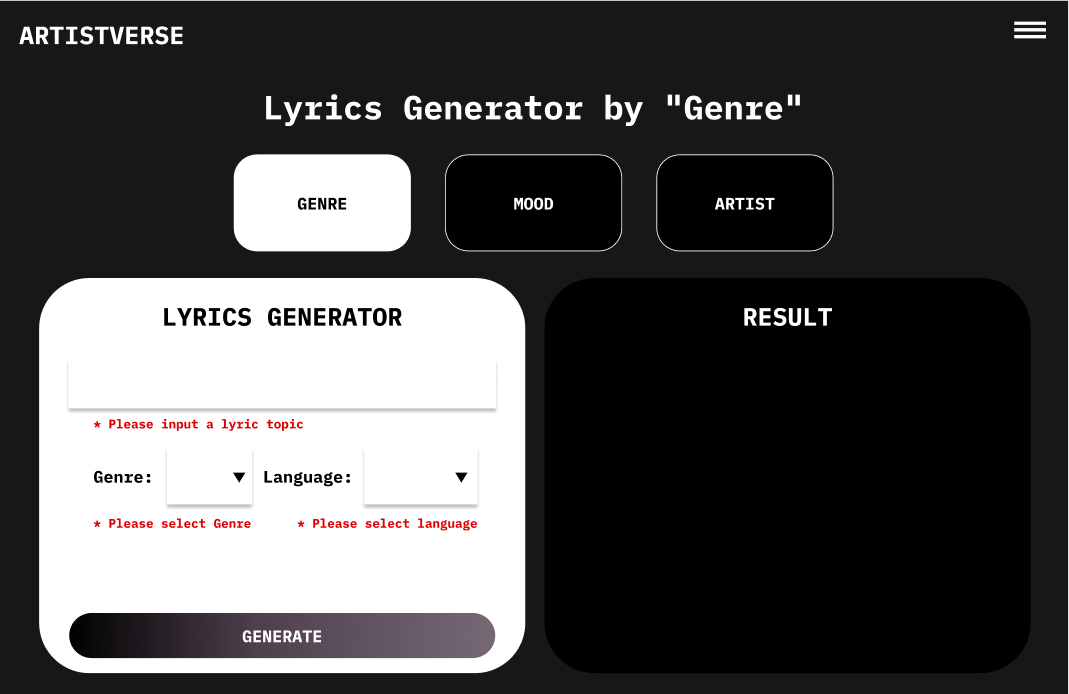 ARTISTVERSE
Lyrics Generator by "Genre"
GENRE
MOOD
ARTIST
LYRICS GENERATOR
* Please input a lyric topic
Genre:
Language:
* Please select Genre
* Please select language
GENERATE
RESULT